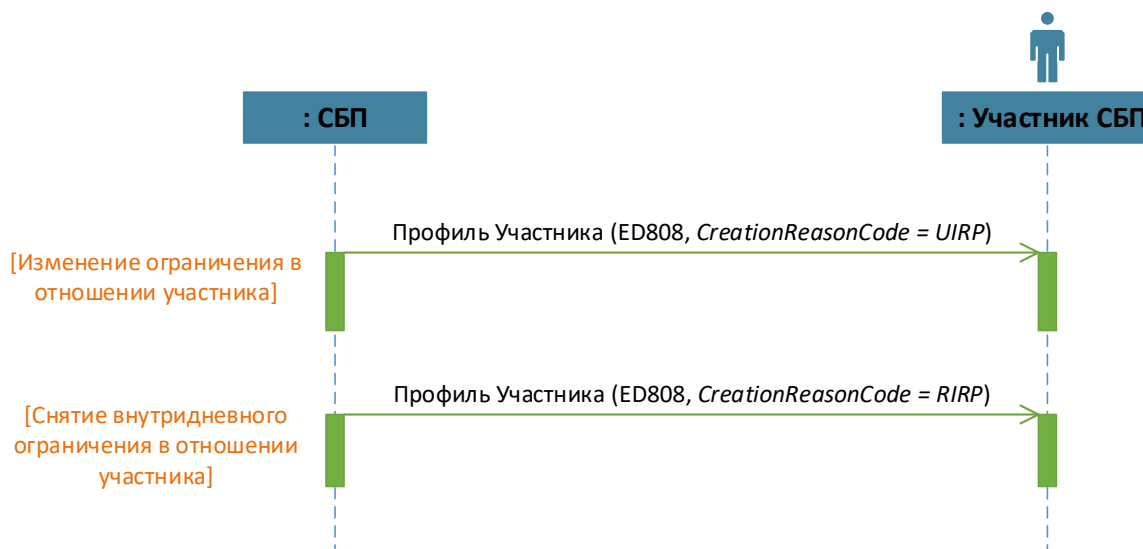 : СБП
: Участник СБП
Профиль Участника (ED808, CreationReasonCode = UIRP)
[Изменение ограничения в
отношении участника]
Профиль Участника (ED808, CreationReasonCode = RIRP)
[Снятие внутридневного
ограничения в отношении
участника]